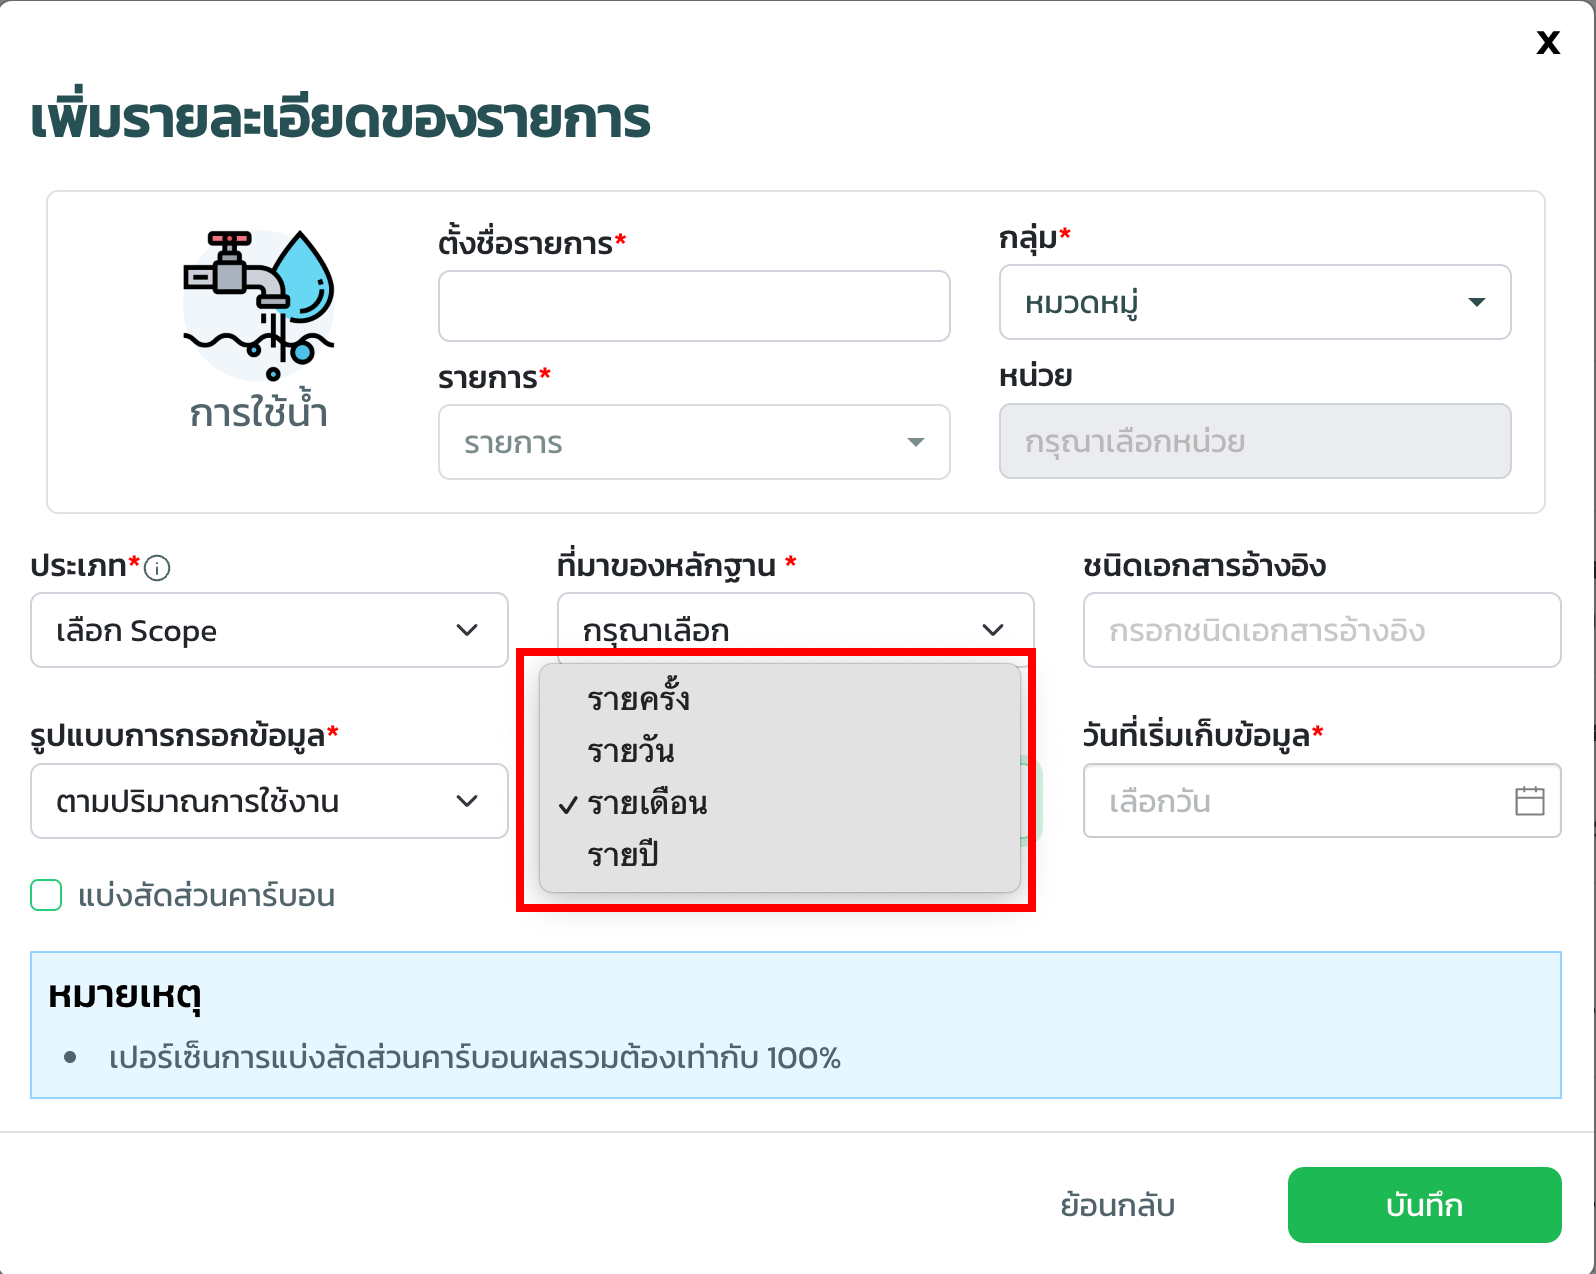 X
เพิ่มรายละเอียดของรายการ
การใช้น้ำ
ตั้งชื่อรายการ*
กลุ่ม*
หมวดหมู่
รายการ*
รายการ
หน่วย
กรุณาเลือกหน่วย
ประเภท*
เลือก Scope
ที่มาของหลักฐาน *
กรุณาเลือก
ชนิดเอกสารอ้างอิง
กรอกชนิดเอกสารอ้างอิง
รูปแบบการกรอกข้อมูล*
ตามปริมาณการใช้งาน
รายครั้ง
รายวัน
✓ รายเดือน
รายปี
วันที่เริ่มเก็บข้อมูล*
เลือกวัน
แบ่งสัดส่วนคาร์บอน
หมายเหตุ
• เปอร์เซ็นการแบ่งสัดส่วนคาร์บอนผลรวมต้องเท่ากับ 100%
ย้อนกลับ
บันทึก